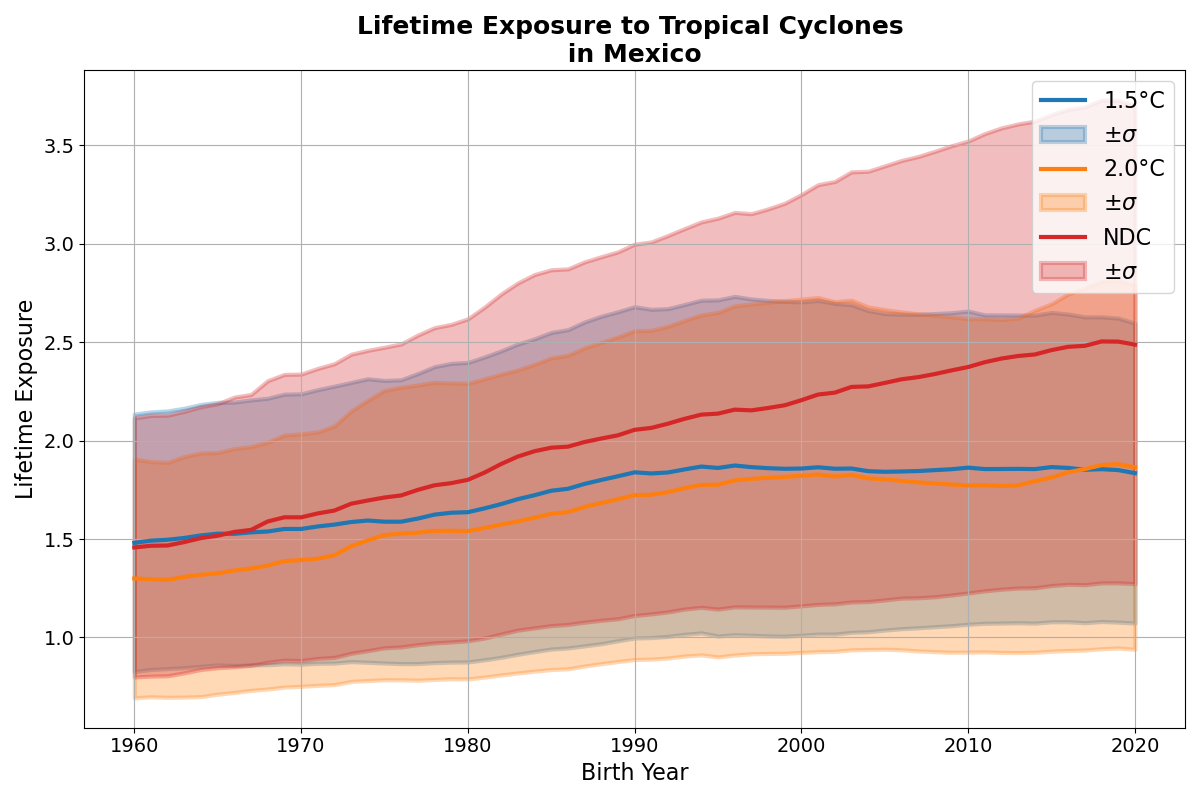 Lifetime Exposure to Tropical Cyclones
in Mexico
Lifetime Exposure
3.5
3.0
2.5
2.0
1.5
1.0
1960
1970
1980
1990
2000
2010
2020
Birth Year
1.5°C
±σ
2.0°C
±σ
NDC
±σ